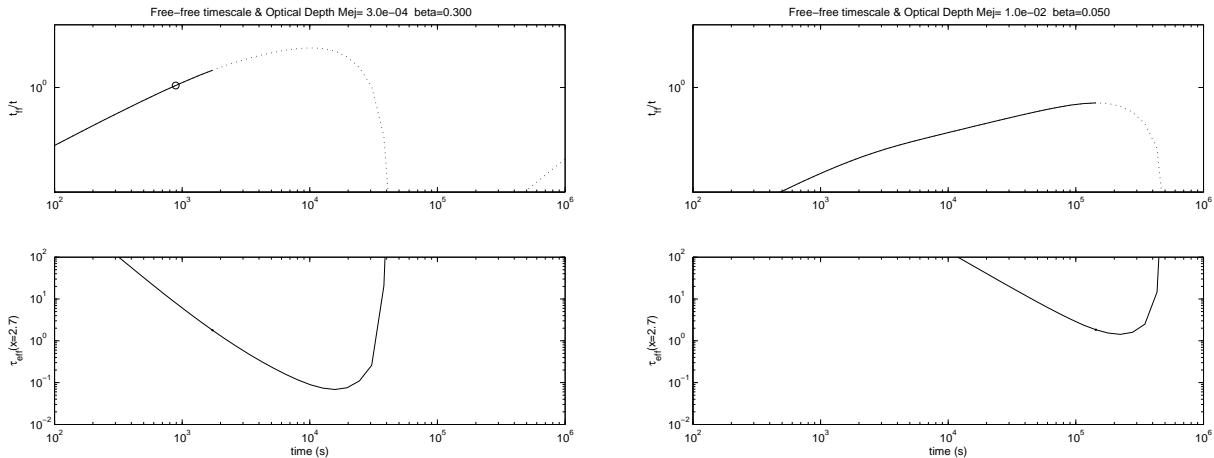 Free−free timescale & Optical Depth Mej= 3.0e−04 beta=0.300
t_ff/t
10^0
10^2 10^3 10^4 10^5 10^6
τ_eff(x=2.7)
10^2
10^1
10^0
10^−1
10^−2
10^2 10^3 10^4 10^5 10^6
time (s)
Free−free timescale & Optical Depth Mej= 1.0e−02 beta=0.050
t_ff/t
10^0
10^2 10^3 10^4 10^5 10^6
τ_eff(x=2.7)
10^2
10^1
10^0
10^−1
10^−2
10^2 10^3 10^4 10^5 10^6
time (s)